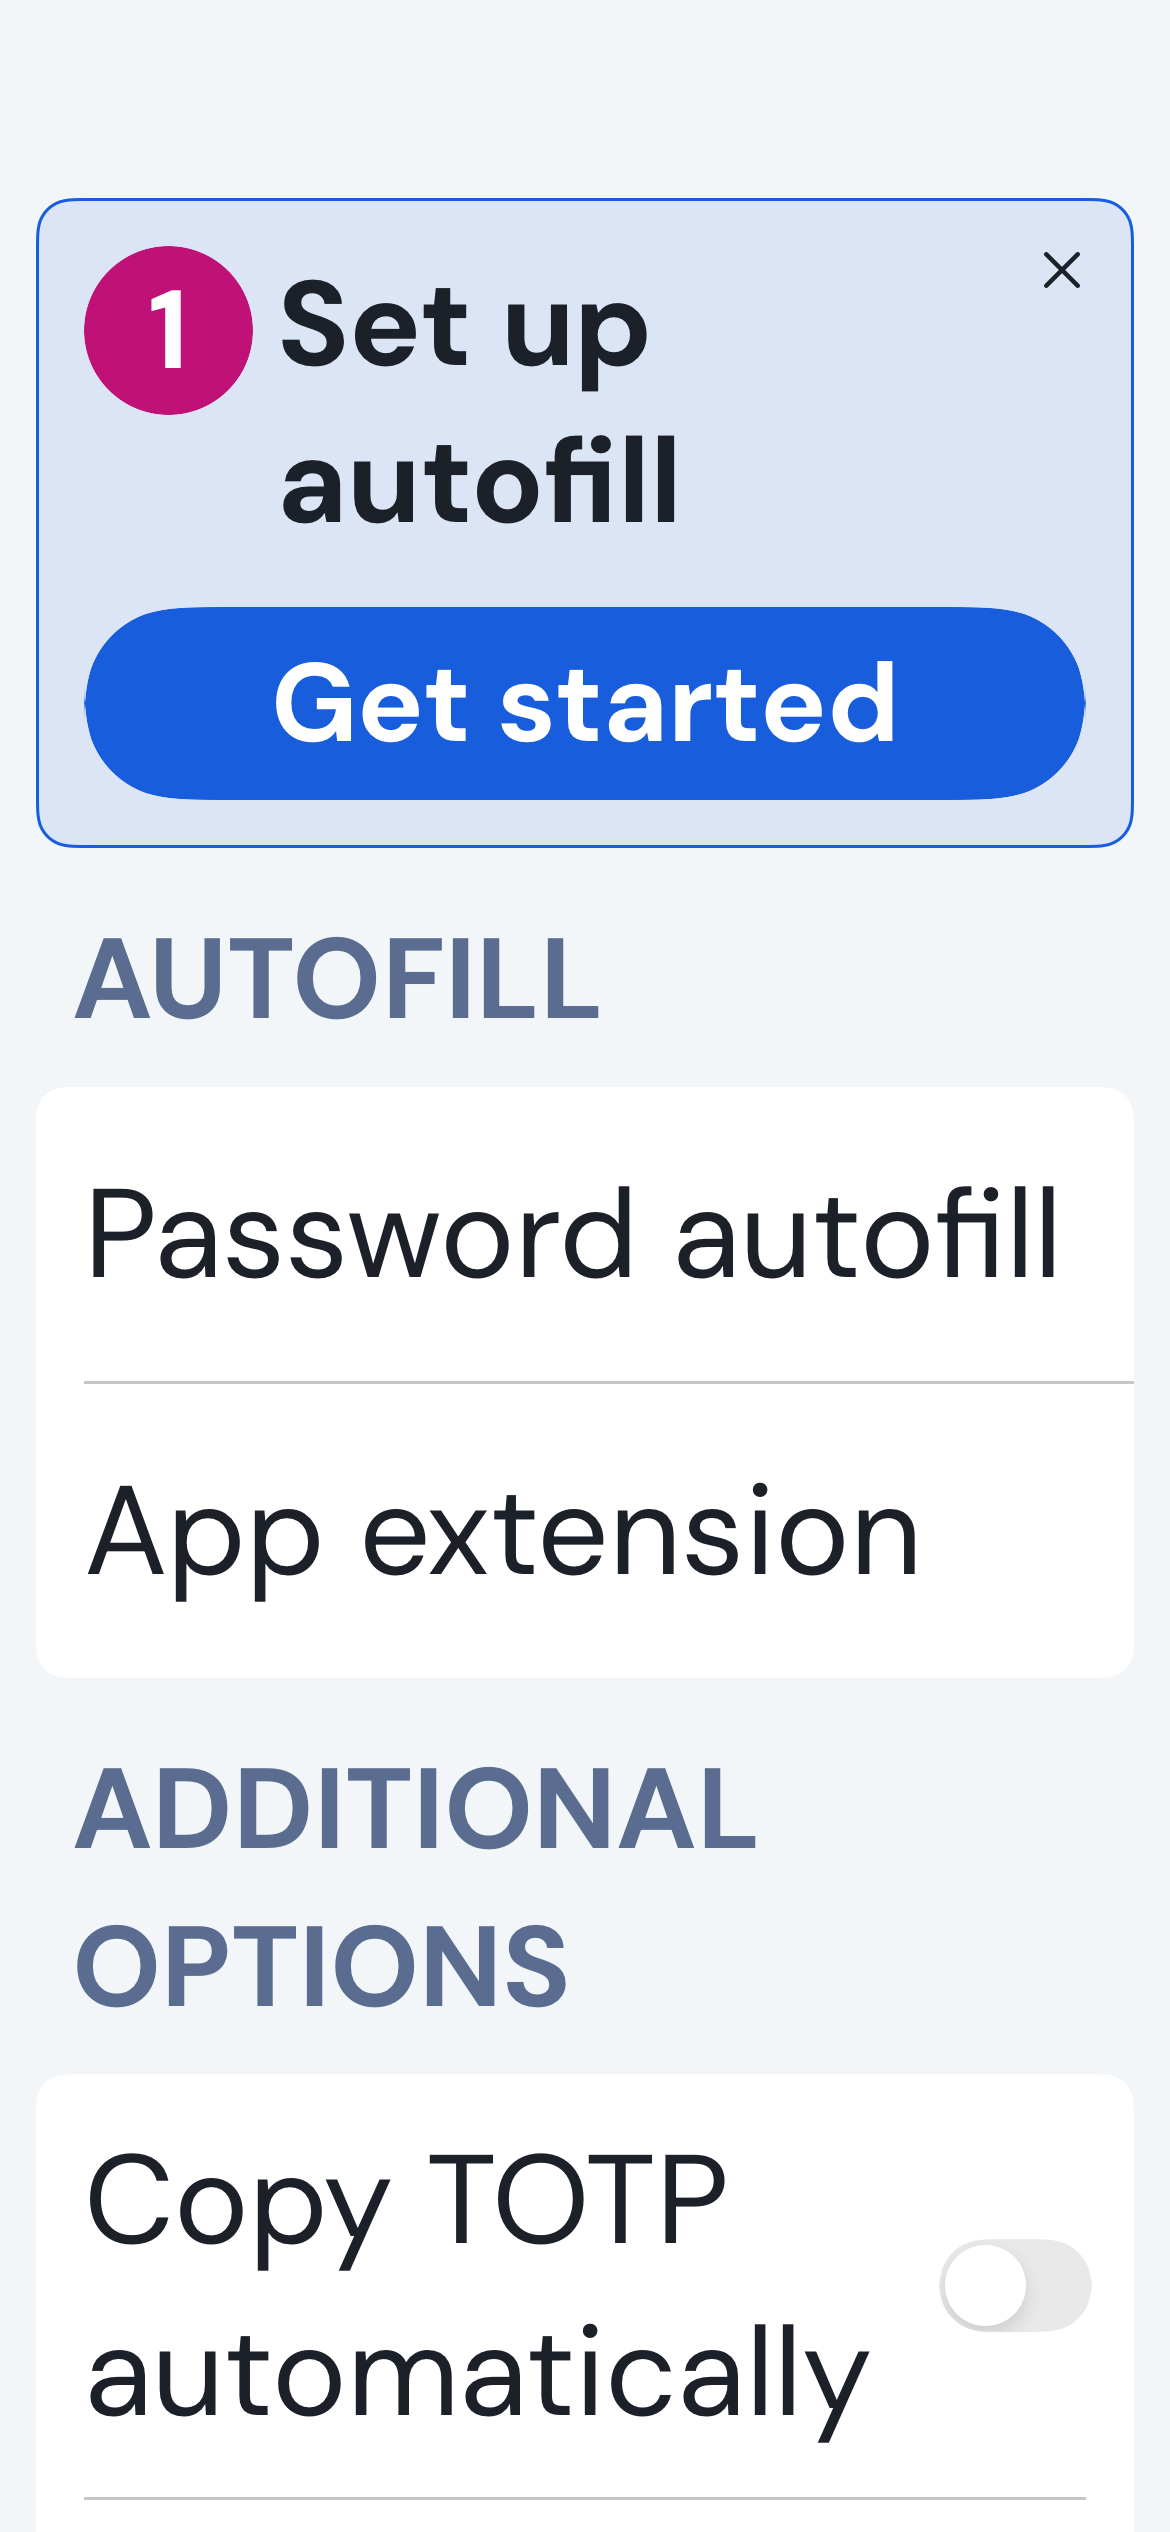 1 Set up
autofill
Get started
AUTOFILL
Password autofill
App extension
ADDITIONAL
OPTIONS
Copy TOTP
automatically